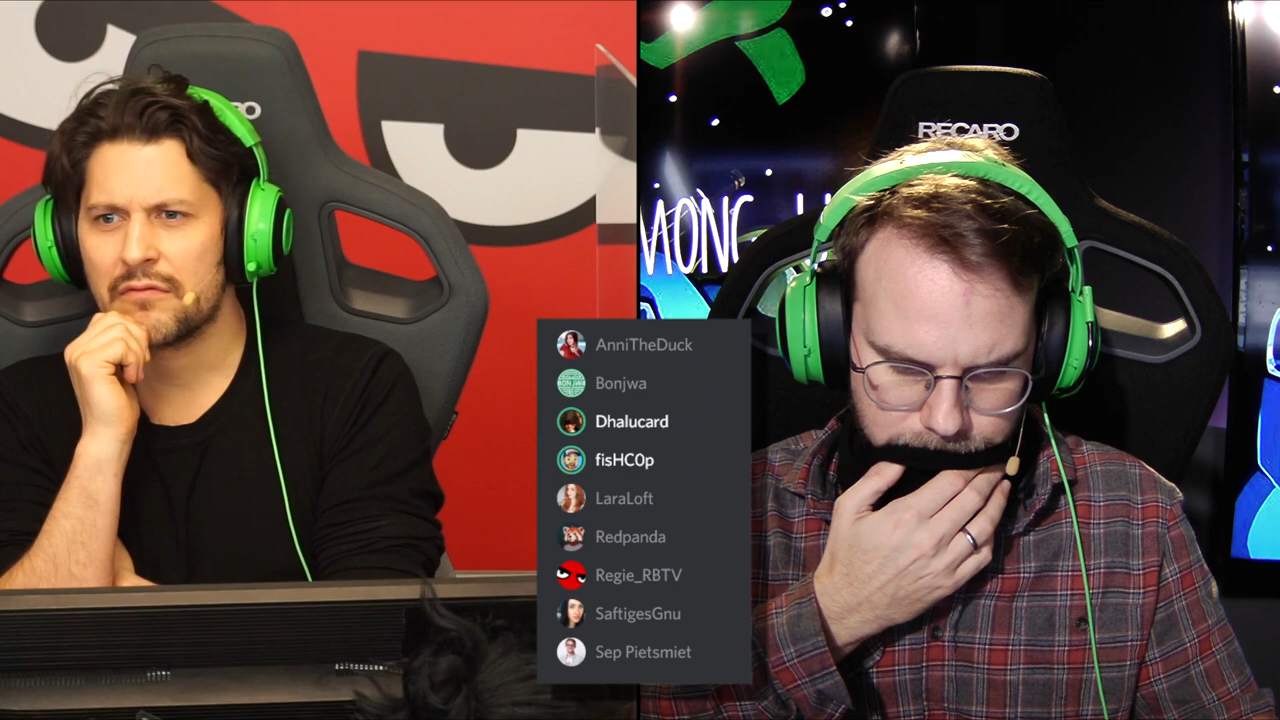 RECARO
AnniTheDuck
Bonjwa
Dhalucard
fisHC0p
LaraLoft
Redpanda
Regie_RBTV
SaftigesGnu
Sep Pietsmiet